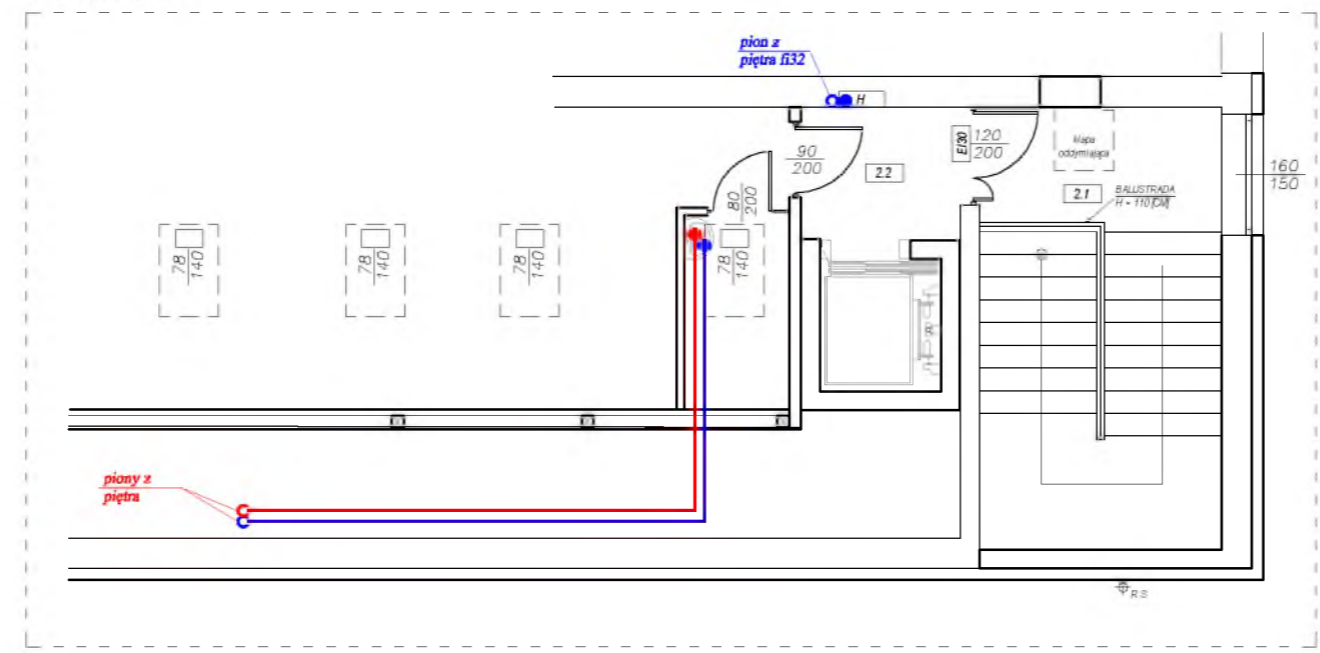 pion z
piętra fi32
H
90
200
EI30
120
200
klapa
oddymiająca
160
150
2.2
2.1
BALUSTRADA
H = 110 [CM]
80
200
78
140
78
140
78
140
78
140
piony z
piętra
RS